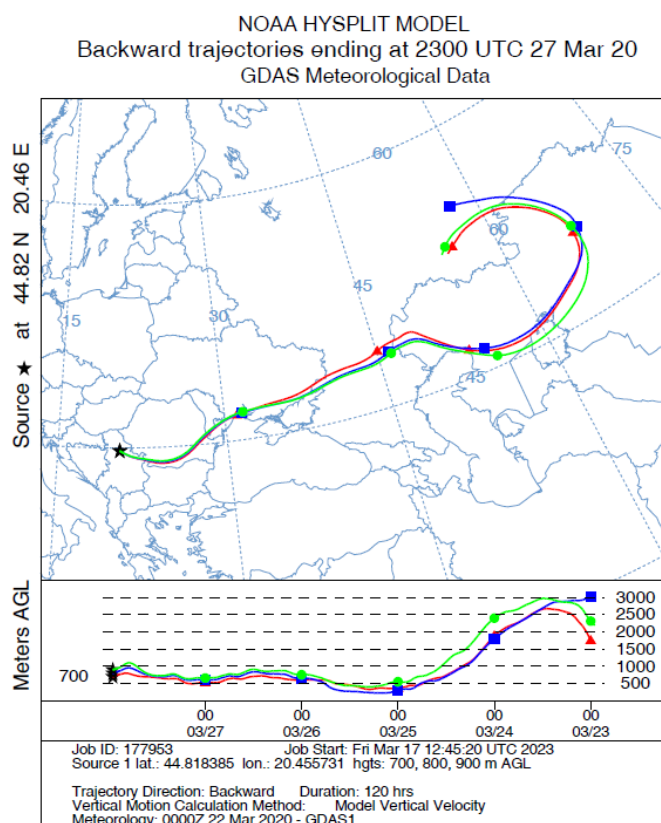 NOAA HYSPLIT MODEL
Backward trajectories ending at 2300 UTC 27 Mar 20
GDAS Meteorological Data
Source ★ at 44.82 N 20.46 E
60
75
60
45
30
15
45
Meters AGL
700
3000
2500
2000
1500
1000
500
00 00 00 00 00
03/27 03/26 03/25 03/24 03/23
Job ID: 177953 Job Start: Fri Mar 17 12:45:20 UTC 2023
Source 1 lat.: 44.818385 lon.: 20.455731 hgts: 700, 800, 900 m AGL
Trajectory Direction: Backward Duration: 120 hrs
Vertical Motion Calculation Method: Model Vertical Velocity
Meteorology: 0000Z 22 Mar 2020 - GDAS1